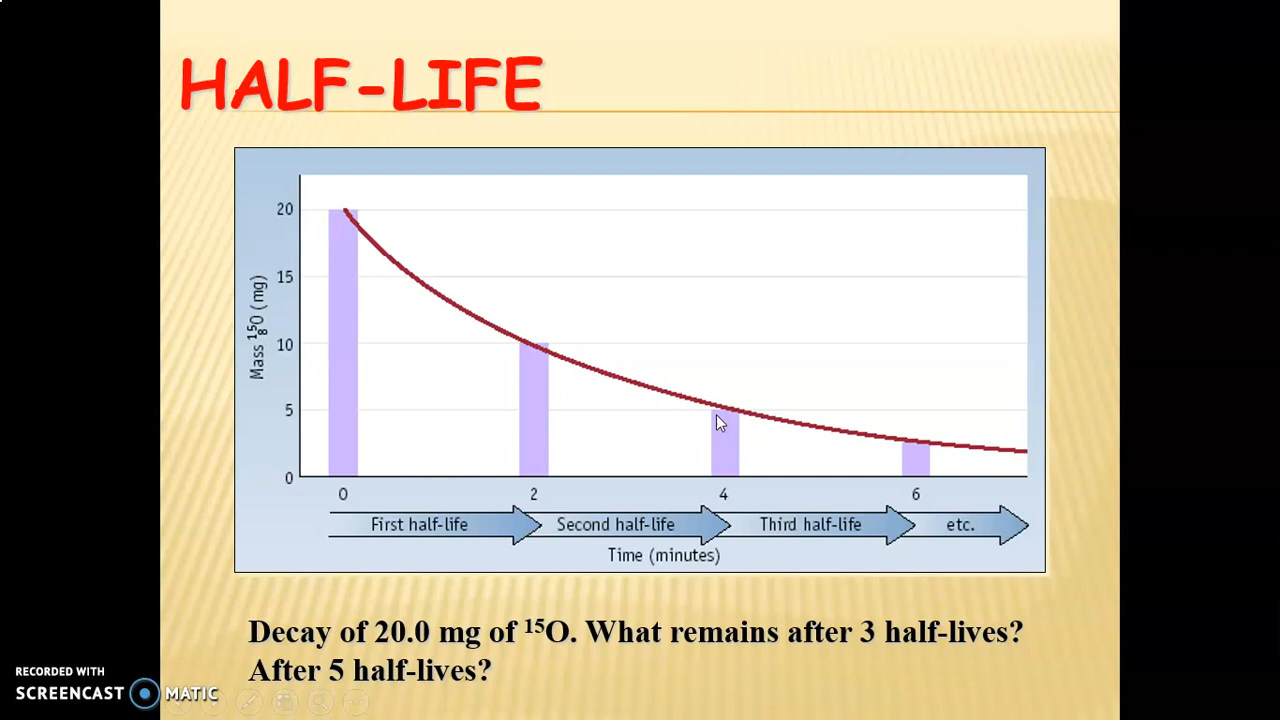 HALF-LIFE
20
15
10
5
0
Mass ¹⁵₈O (mg)
0 2 4 6
First half-life Second half-life Third half-life etc.
Time (minutes)
Decay of 20.0 mg of ¹⁵O. What remains after 3 half-lives?
After 5 half-lives?
RECORDED WITH
SCREENCAST MATIC